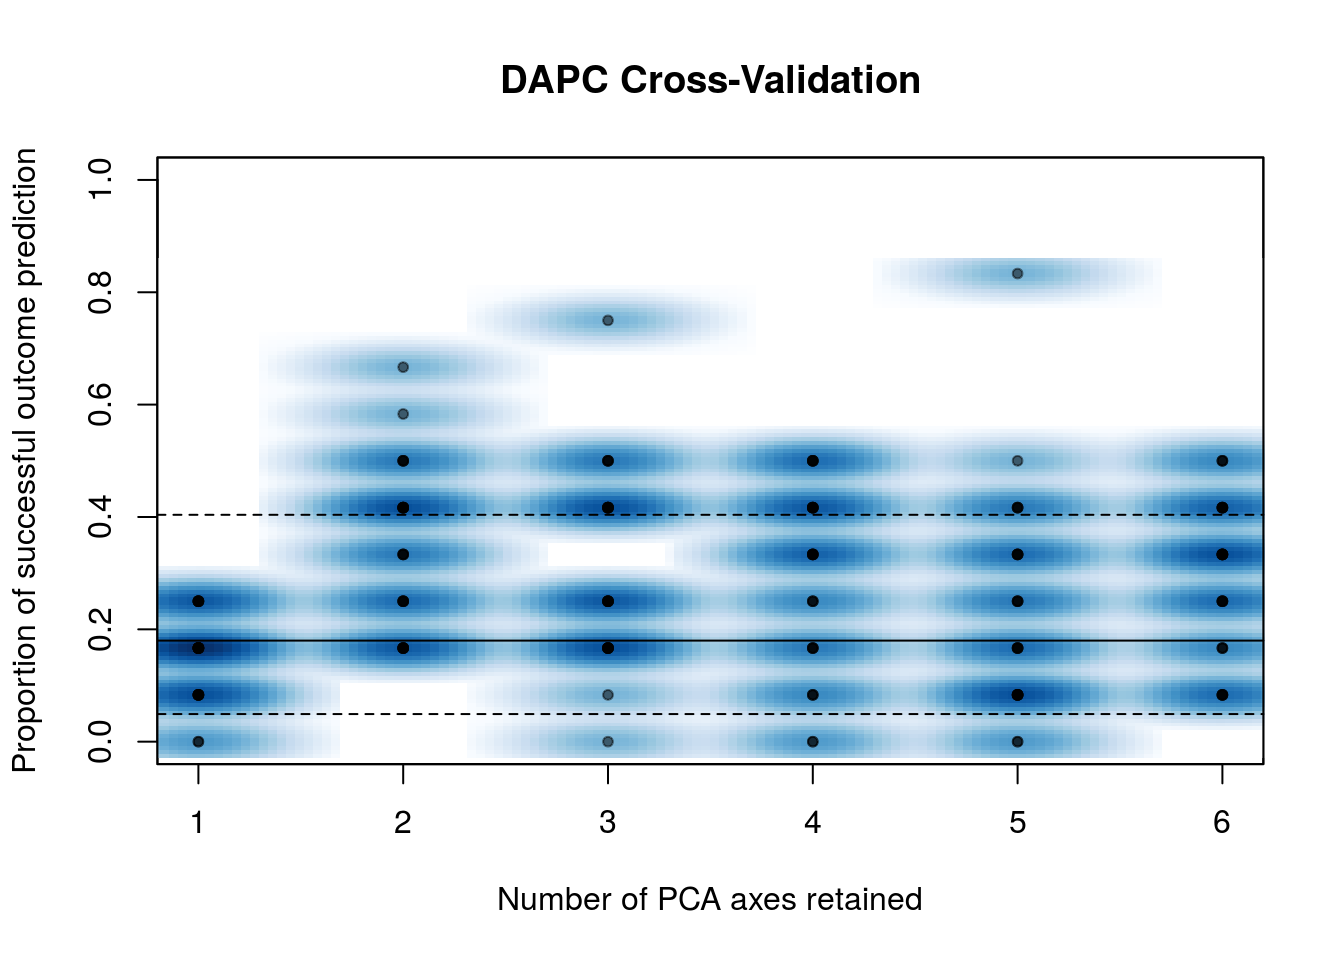 DAPC Cross-Validation
Proportion of successful outcome prediction
1.0
0.8
0.6
0.4
0.2
0.0
1 2 3 4 5 6
Number of PCA axes retained